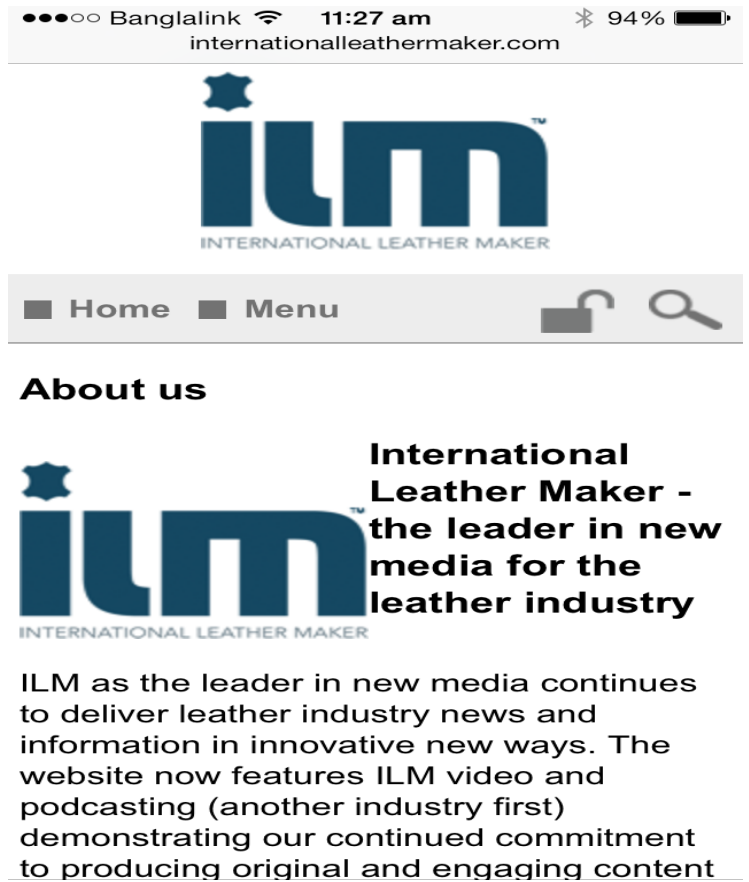 Banglalink 11:27 am 94%
internationalleathermaker.com
ilm™
INTERNATIONAL LEATHER MAKER
Home Menu
About us
ilm™
INTERNATIONAL LEATHER MAKER
International
Leather Maker -
the leader in new
media for the
leather industry
ILM as the leader in new media continues
to deliver leather industry news and
information in innovative new ways. The
website now features ILM video and
podcasting (another industry first)
demonstrating our continued commitment
to producing original and engaging content